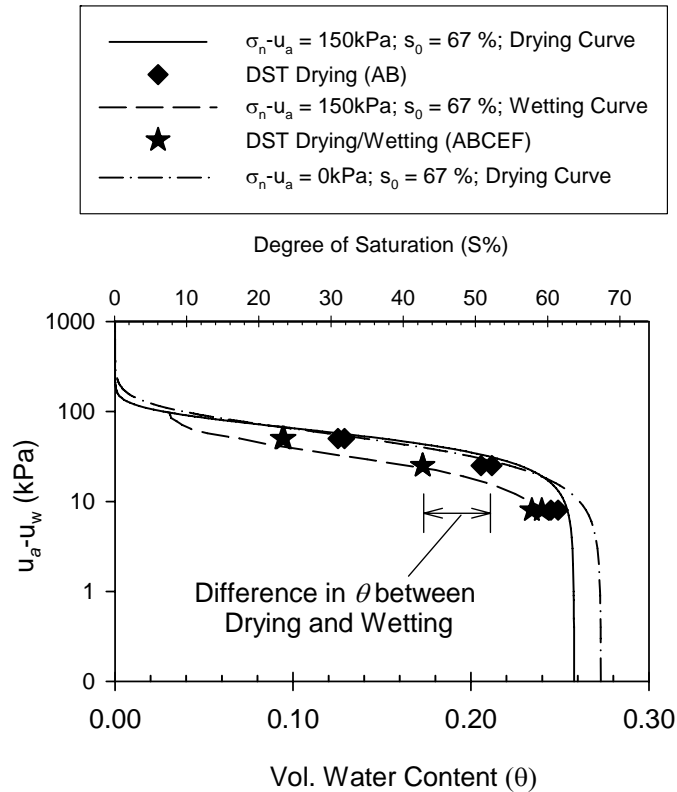 σn-ua = 150kPa; s0 = 67 %; Drying Curve
DST Drying (AB)
σn-ua = 150kPa; s0 = 67 %; Wetting Curve
DST Drying/Wetting (ABCEF)
σn-ua = 0kPa; s0 = 67 %; Drying Curve
Degree of Saturation (S%)
0 10 20 30 40 50 60 70
1000
100
10
1
0
ua-uw (kPa)
Difference in θ between
Drying and Wetting
0.00 0.10 0.20 0.30
Vol. Water Content (θ)